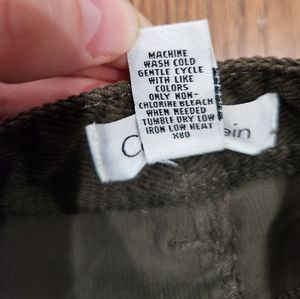 MACHINE
WASH COLD
GENTLE CYCLE
WITH LIKE
COLORS
ONLY NON-
CHLORINE BLEACH
WHEN NEEDED
TUMBLE DRY LOW
IRON LOW HEAT
X80